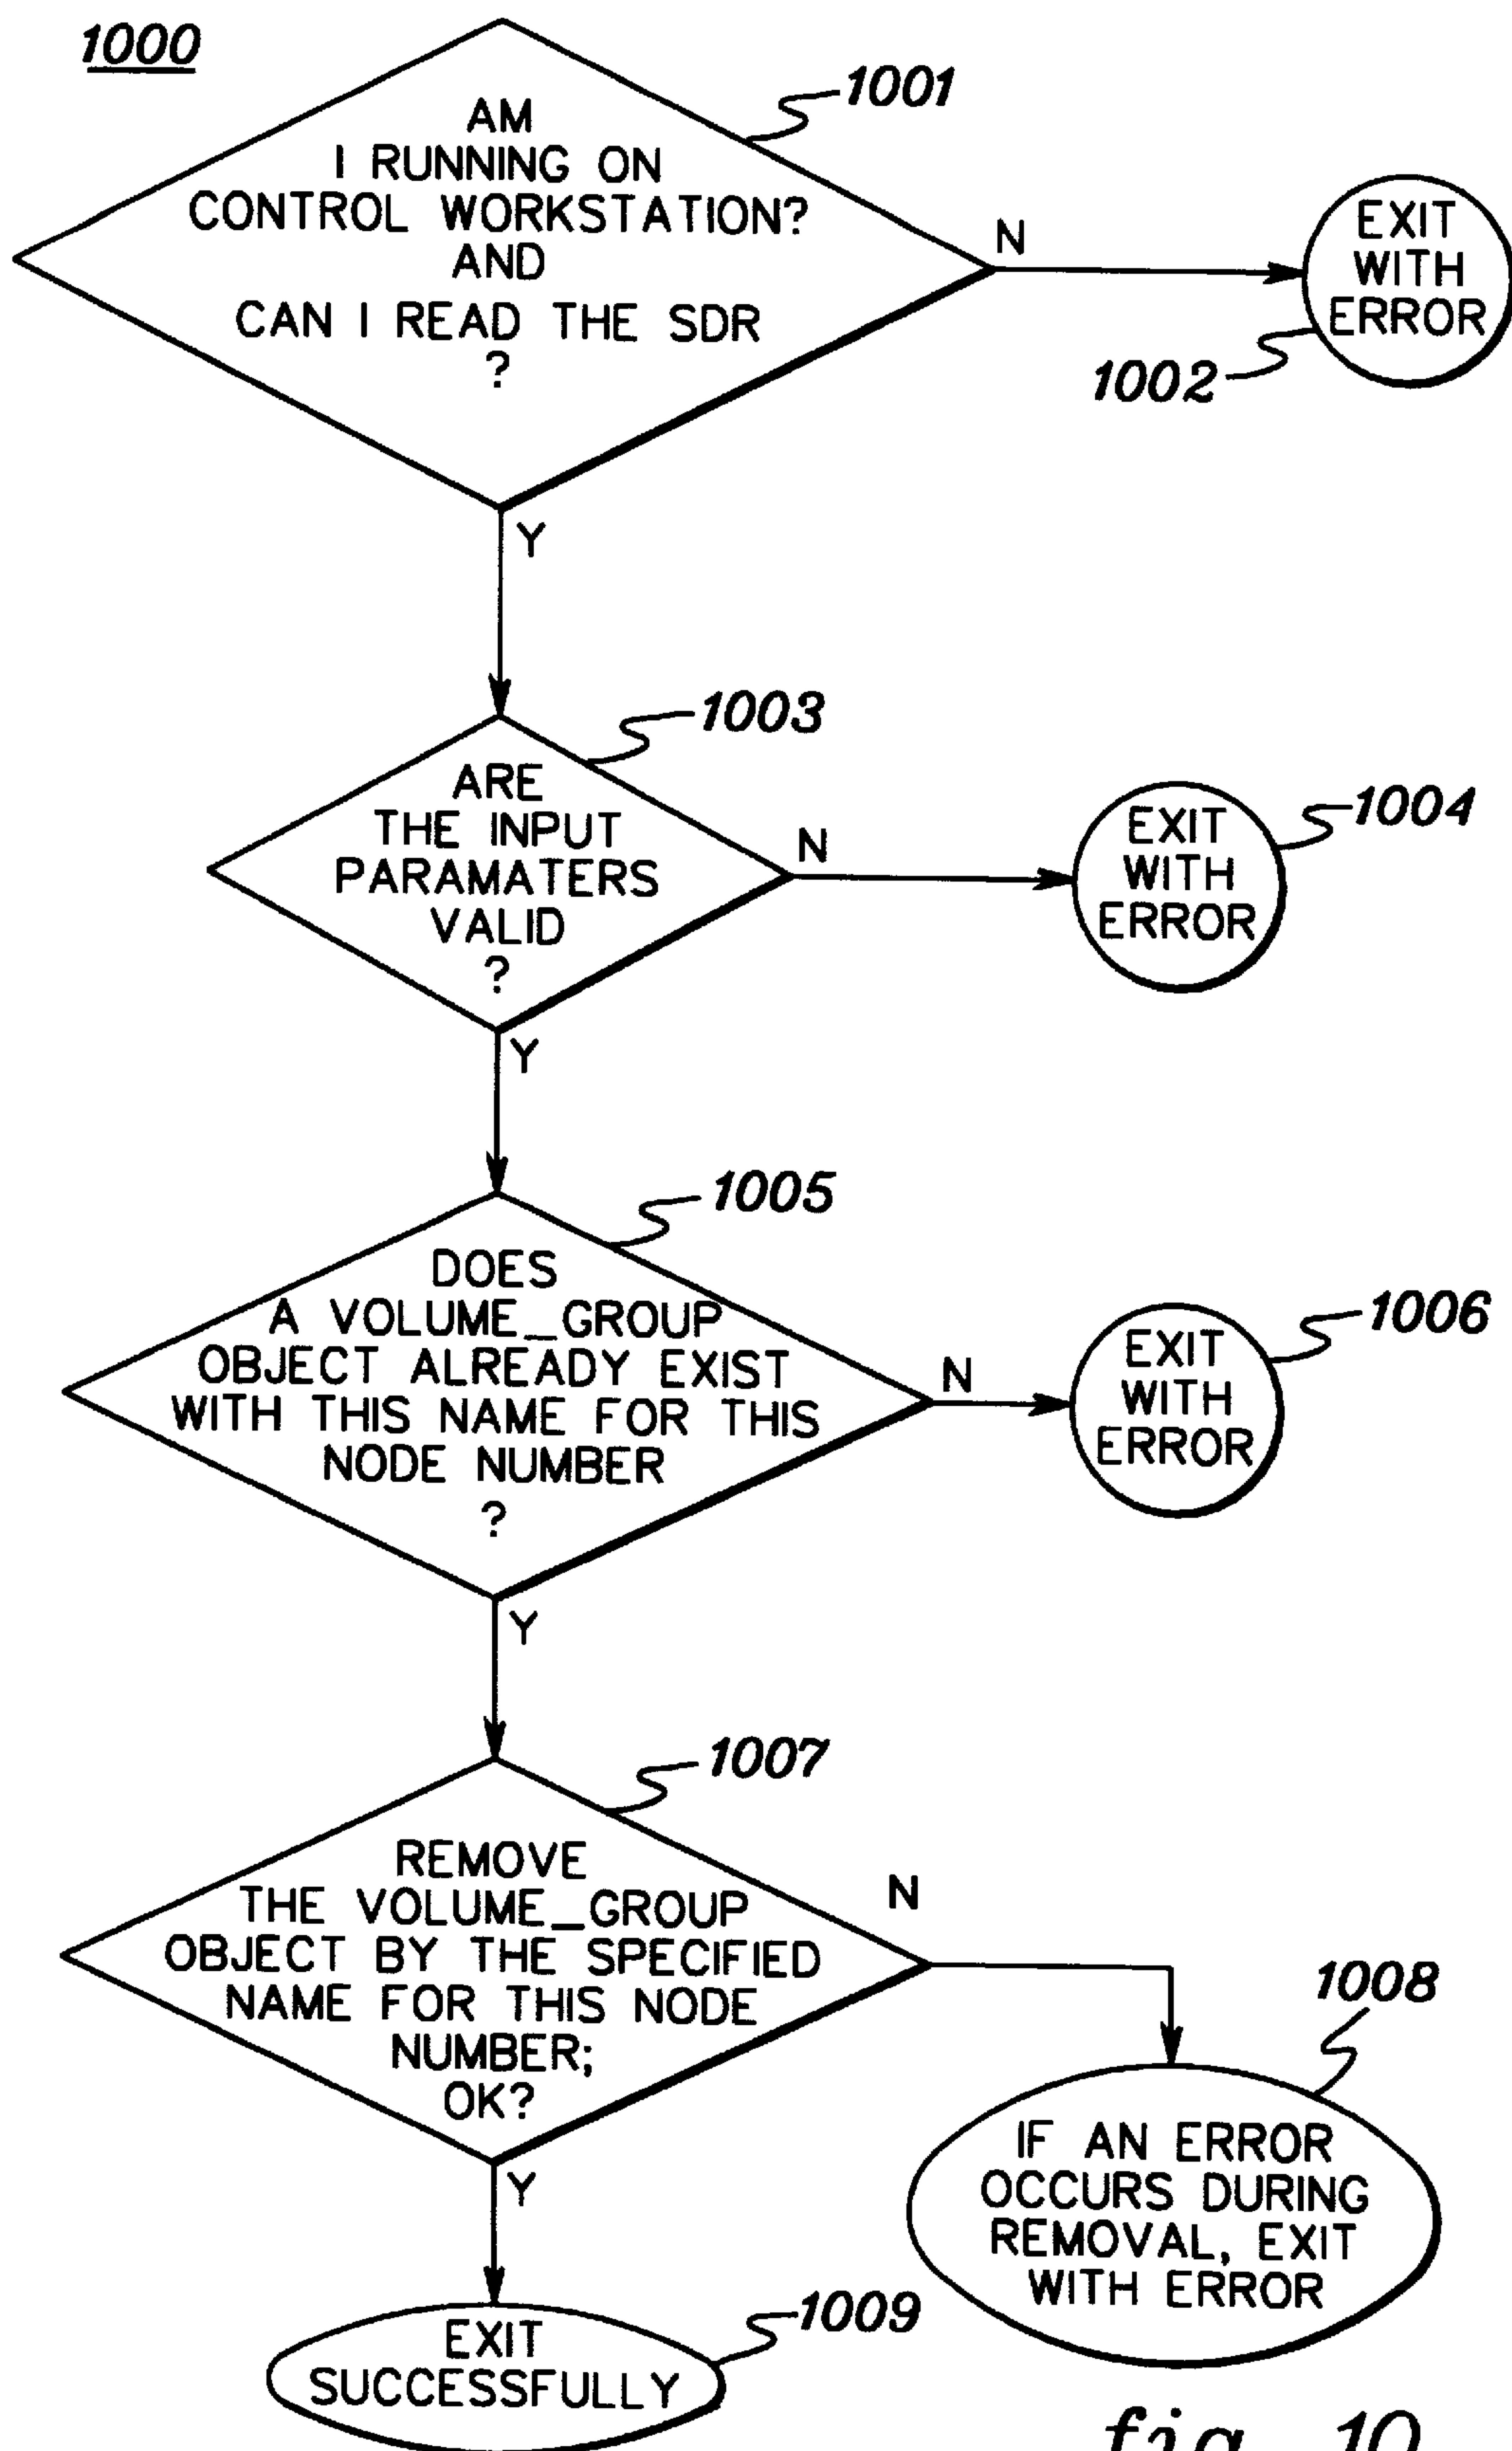 1000
AM
I RUNNING ON
CONTROL WORKSTATION?
AND
CAN I READ THE SDR
?
1001
N
EXIT
WITH
ERROR
1002
Y
ARE
THE INPUT
PARAMATERS
VALID
?
1003
N
EXIT
WITH
ERROR
1004
Y
DOES
A VOLUME_GROUP
OBJECT ALREADY EXIST
WITH THIS NAME FOR THIS
NODE NUMBER
?
1005
N
EXIT
WITH
ERROR
1006
Y
REMOVE
THE VOLUME_GROUP
OBJECT BY THE SPECIFIED
NAME FOR THIS NODE
NUMBER;
OK?
1007
N
IF AN ERROR
OCCURS DURING
REMOVAL, EXIT
WITH ERROR
1008
Y
EXIT
SUCCESSFULLY
1009
fig. 10